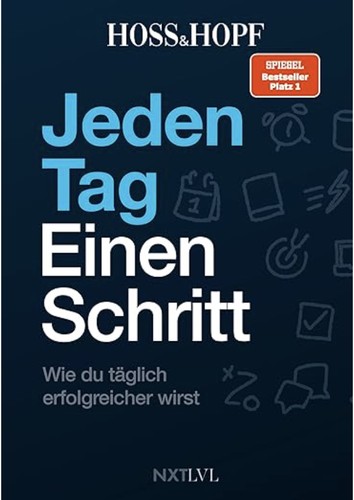 HOSS&HOPF
SPIEGEL
Bestseller
Platz 1
Jeden
Tag
Einen
Schritt
Wie du täglich
erfolgreicher wirst
NXTLVL